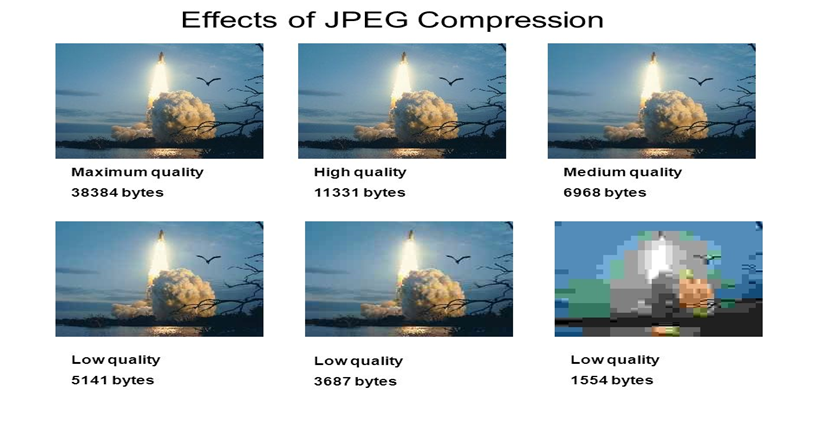 Effects of JPEG Compression
Maximum quality
38384 bytes
High quality
11331 bytes
Medium quality
6968 bytes
Low quality
5141 bytes
Low quality
3687 bytes
Low quality
1554 bytes